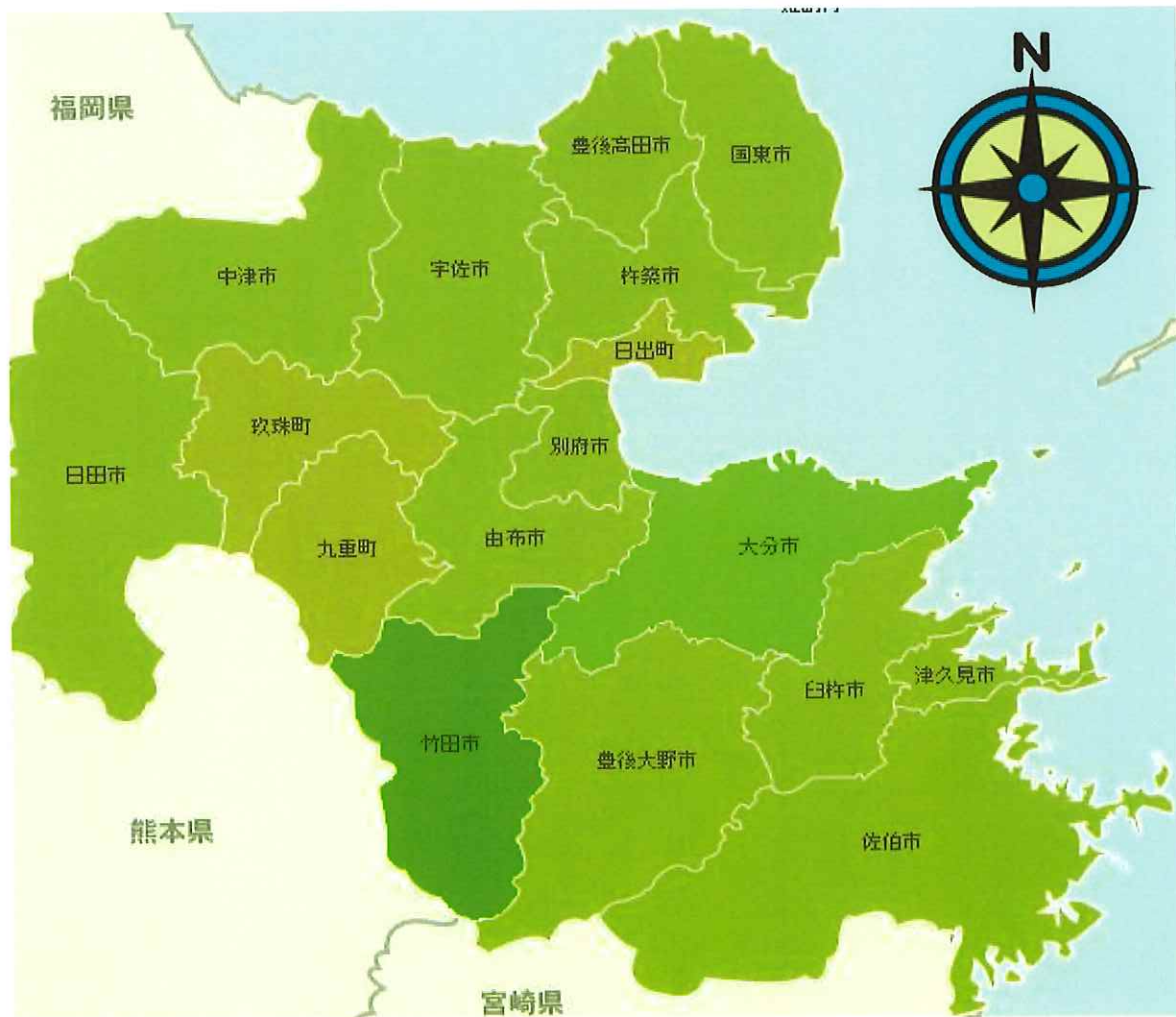 福岡県
N
豊後高田市
国東市
中津市
宇佐市
杵築市
日出町
玖珠町
別府市
日田市
九重町
由布市
大分市
津久見市
臼杵市
竹田市
豊後大野市
熊本県
佐伯市
宮崎県